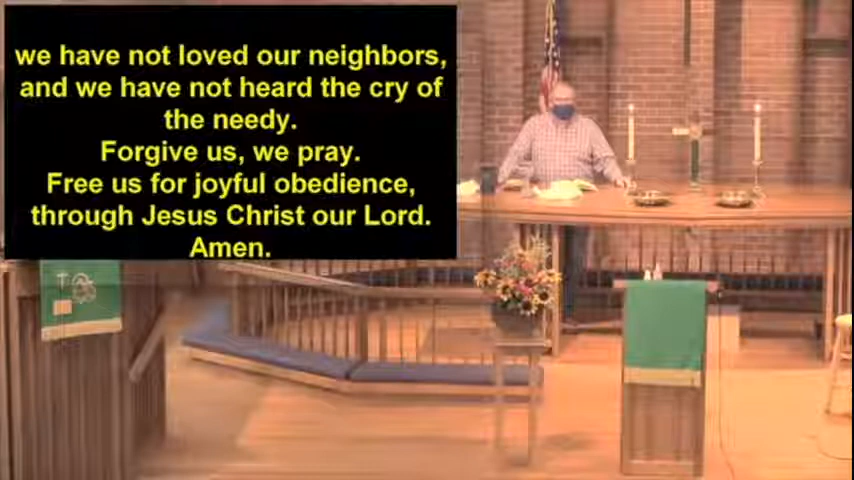 we have not loved our neighbors,
and we have not heard the cry of
the needy.
Forgive us, we pray.
Free us for joyful obedience,
through Jesus Christ our Lord.
Amen.